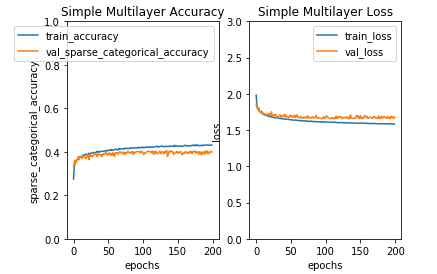 Simple Multilayer Accuracy
1.0
train_accuracy
val_sparse_categorical_accuracy
0.8
0.6
0.4
0.2
0.0
sparse_categorical_accuracy
0
50
100
150
200
epochs
Simple Multilayer Loss
3.0
train_loss
val_loss
2.5
2.0
1.5
1.0
0.5
0.0
loss
0
50
100
150
200
epochs